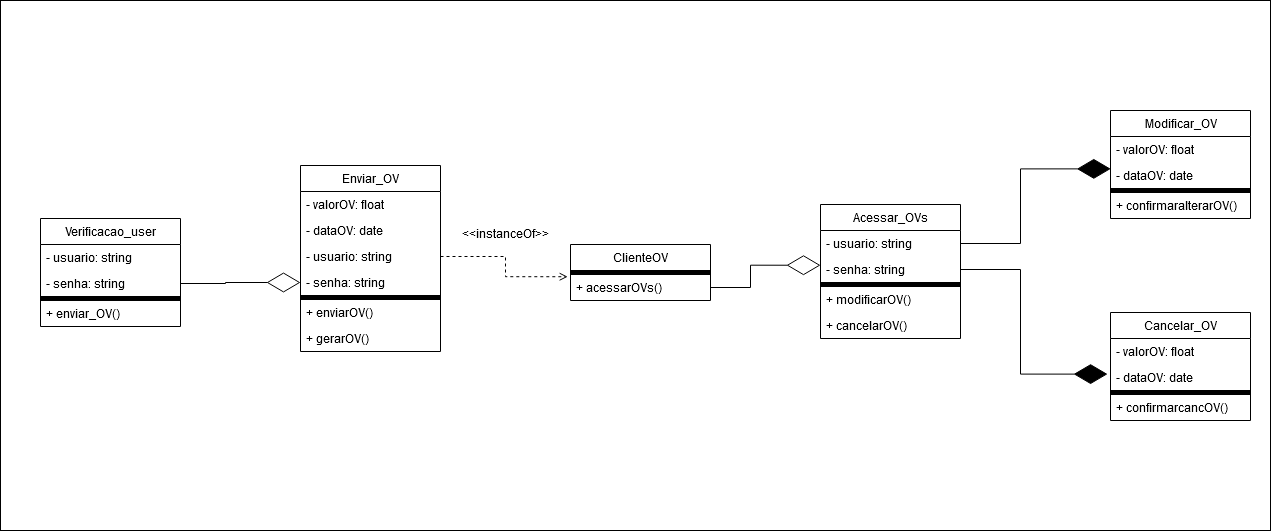 Verificacao_user
- usuario: string
- senha: string
+ enviar_OV()
Enviar_OV
- valorOV: float
- dataOV: date
- usuario: string
- senha: string
+ enviarOV()
+ gerarOV()
<<instanceOf>>
ClienteOV
+ acessarOVs()
Acessar_OVs
- usuario: string
- senha: string
+ modificarOV()
+ cancelarOV()
Modificar_OV
- valorOV: float
- dataOV: date
+ confirmaralterarOV()
Cancelar_OV
- valorOV: float
- dataOV: date
+ confirmarcancOV()